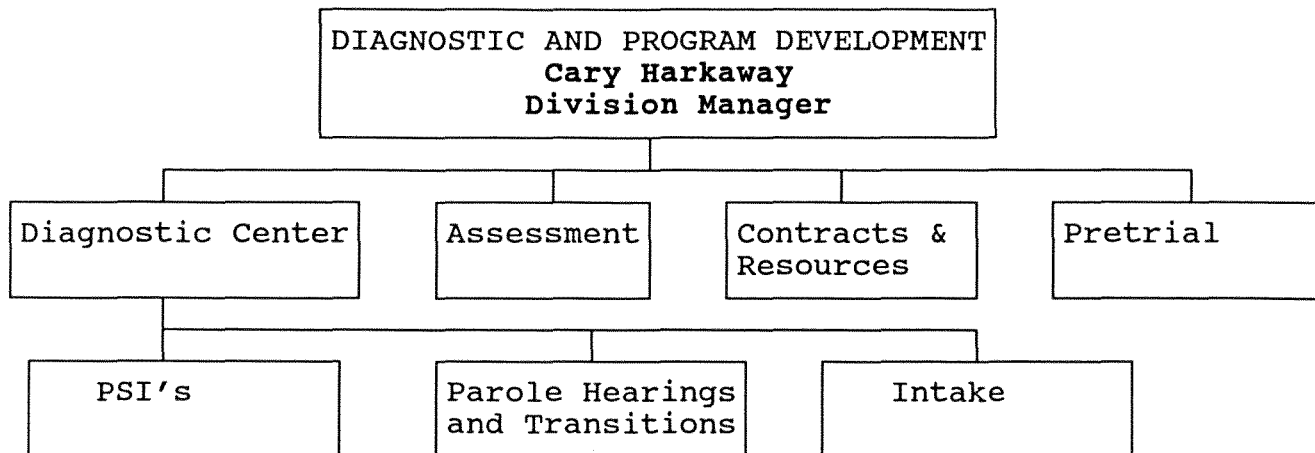 DIAGNOSTIC AND PROGRAM DEVELOPMENT
Cary Harkaway
Division Manager
Diagnostic Center
Assessment
Contracts &
Resources
Pretrial
PSI's
Parole Hearings
and Transitions
Intake